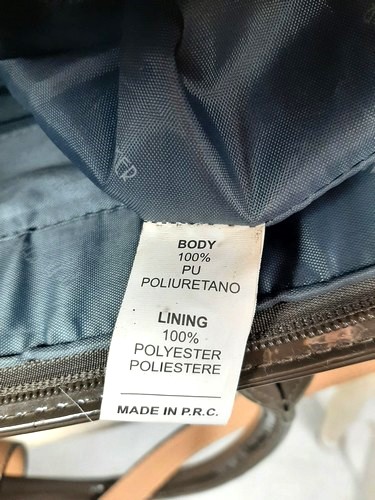 BODY
100%
PU
POLIURETANO
LINING
100%
POLYESTER
POLIESTERE
MADE IN P.R.C.